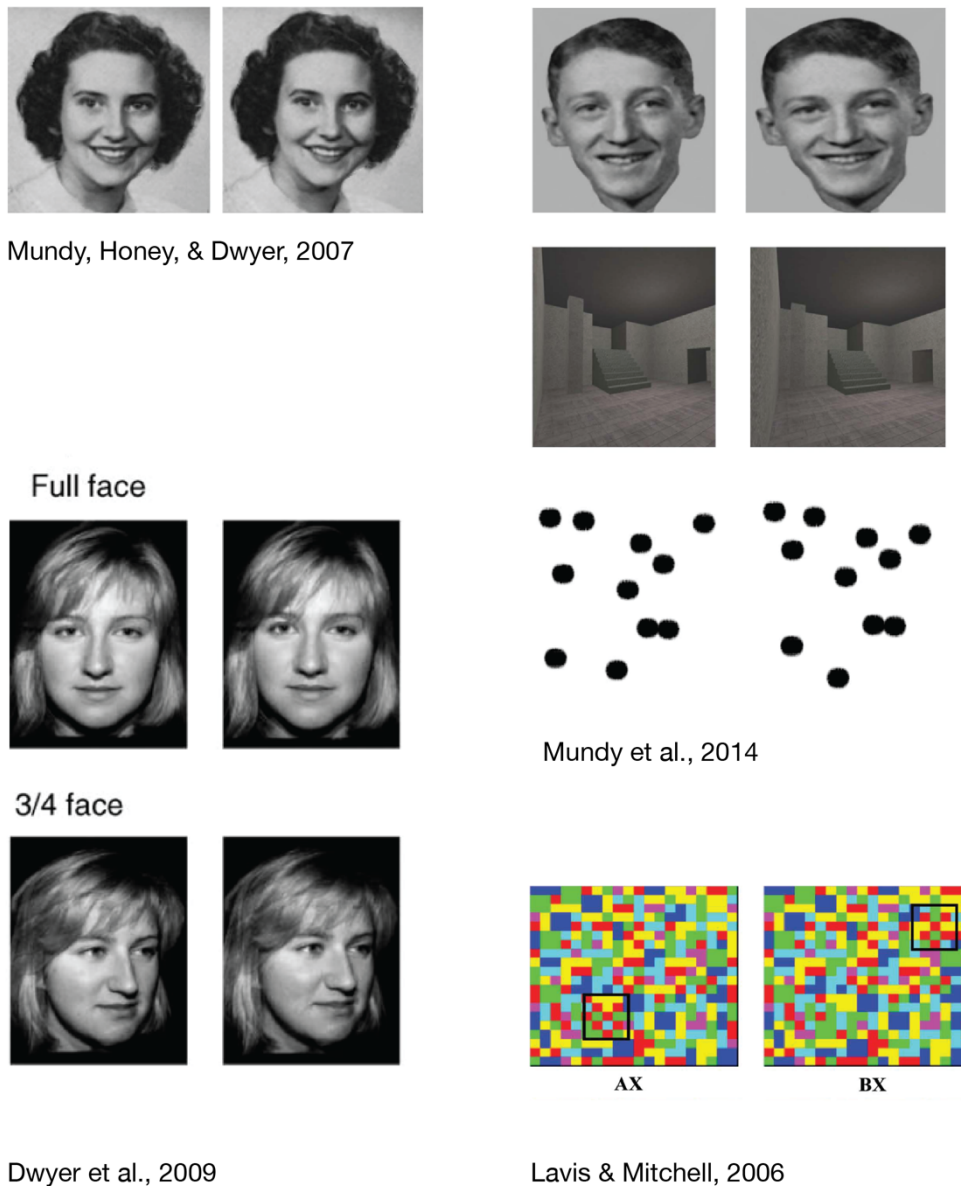 Mundy, Honey, & Dwyer, 2007
Full face
3/4 face
Dwyer et al., 2009
Mundy et al., 2014
AX
BX
Lavis & Mitchell, 2006